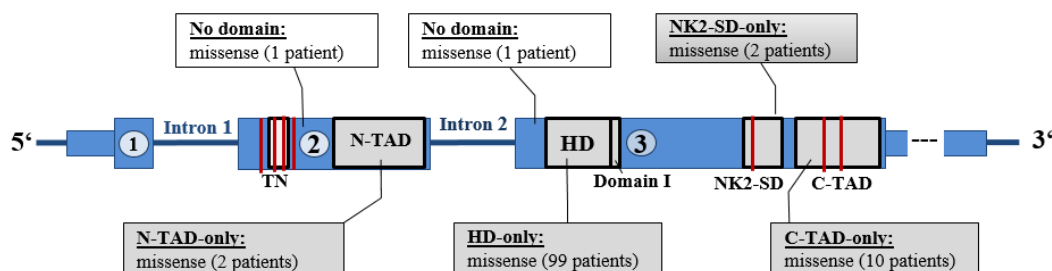 No domain:
missense (1 patient)
No domain:
missense (1 patient)
NK2-SD-only:
missense (2 patients)
5‘ 1 Intron 1 2 N-TAD Intron 2 HD 3 --- 3‘
TN Domain I NK2-SD C-TAD
N-TAD-only:
missense (2 patients)
HD-only:
missense (99 patients)
C-TAD-only:
missense (10 patients)